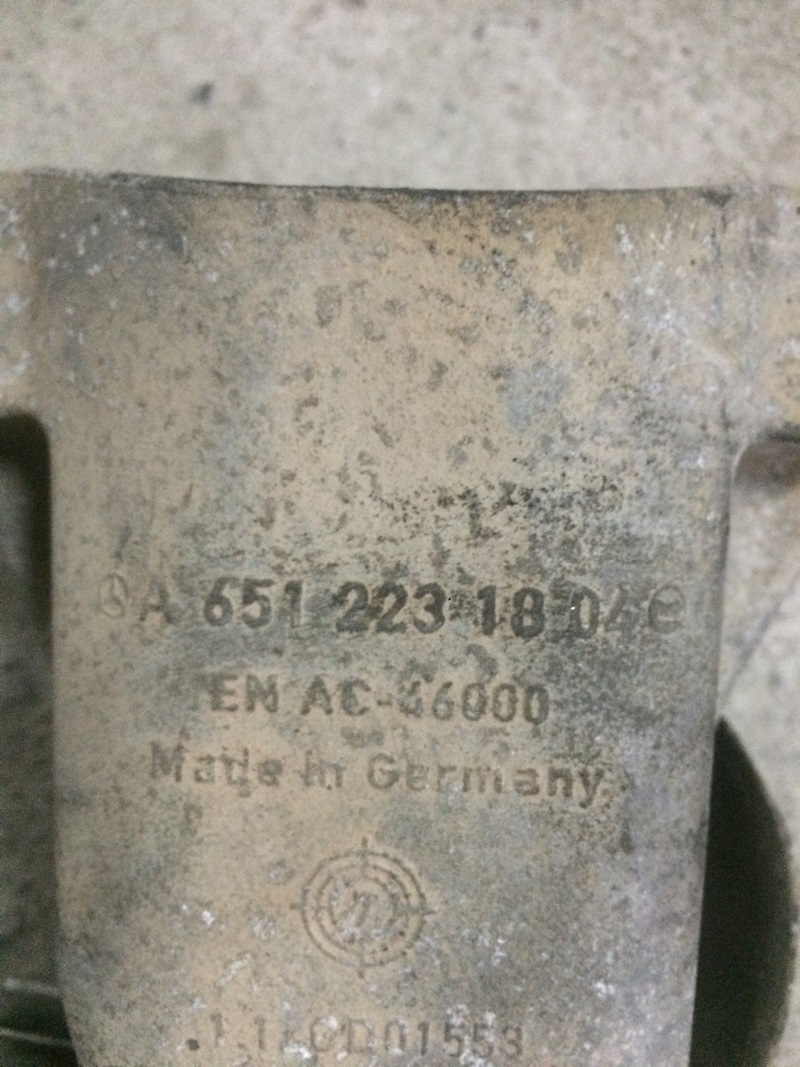 A 651 223 18 04
EN AC-46000
Made in Germany